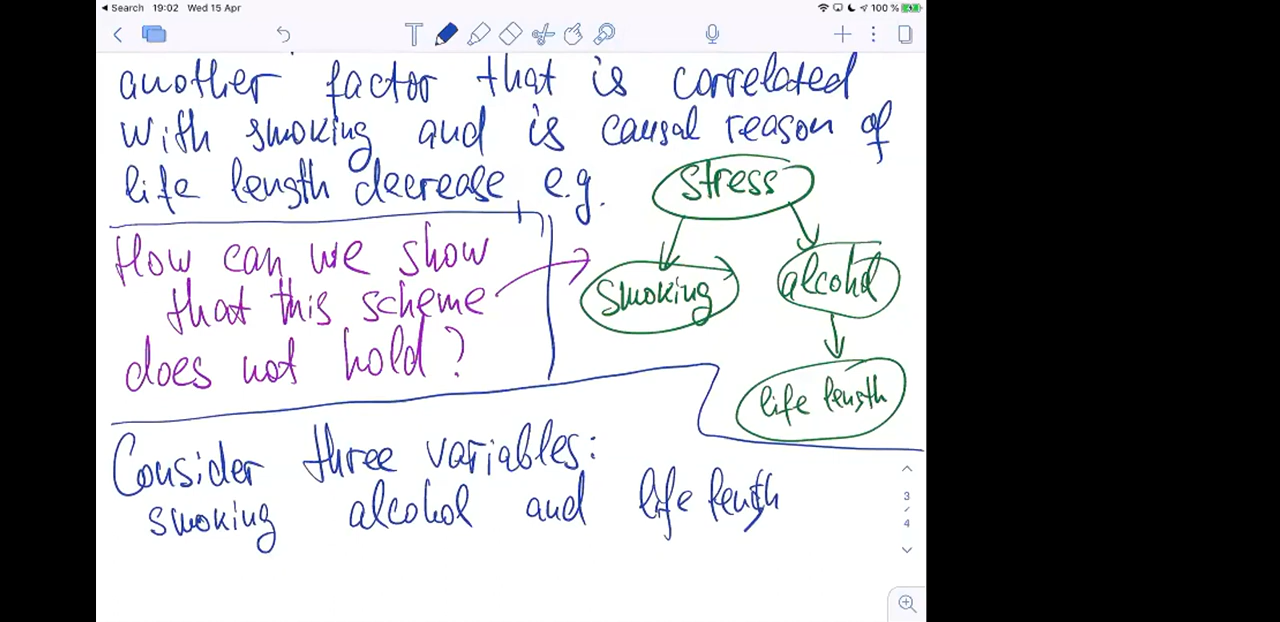 Search 19:02 Wed 15 Apr 100 %
T
another factor that is correlated
with smoking and is causal reason of
life length decrease, e.g.
stress
smoking
alcohol
life length
How can we show
that this scheme
does not hold?
Consider three variables:
smoking alcohol and life length
3
/
4